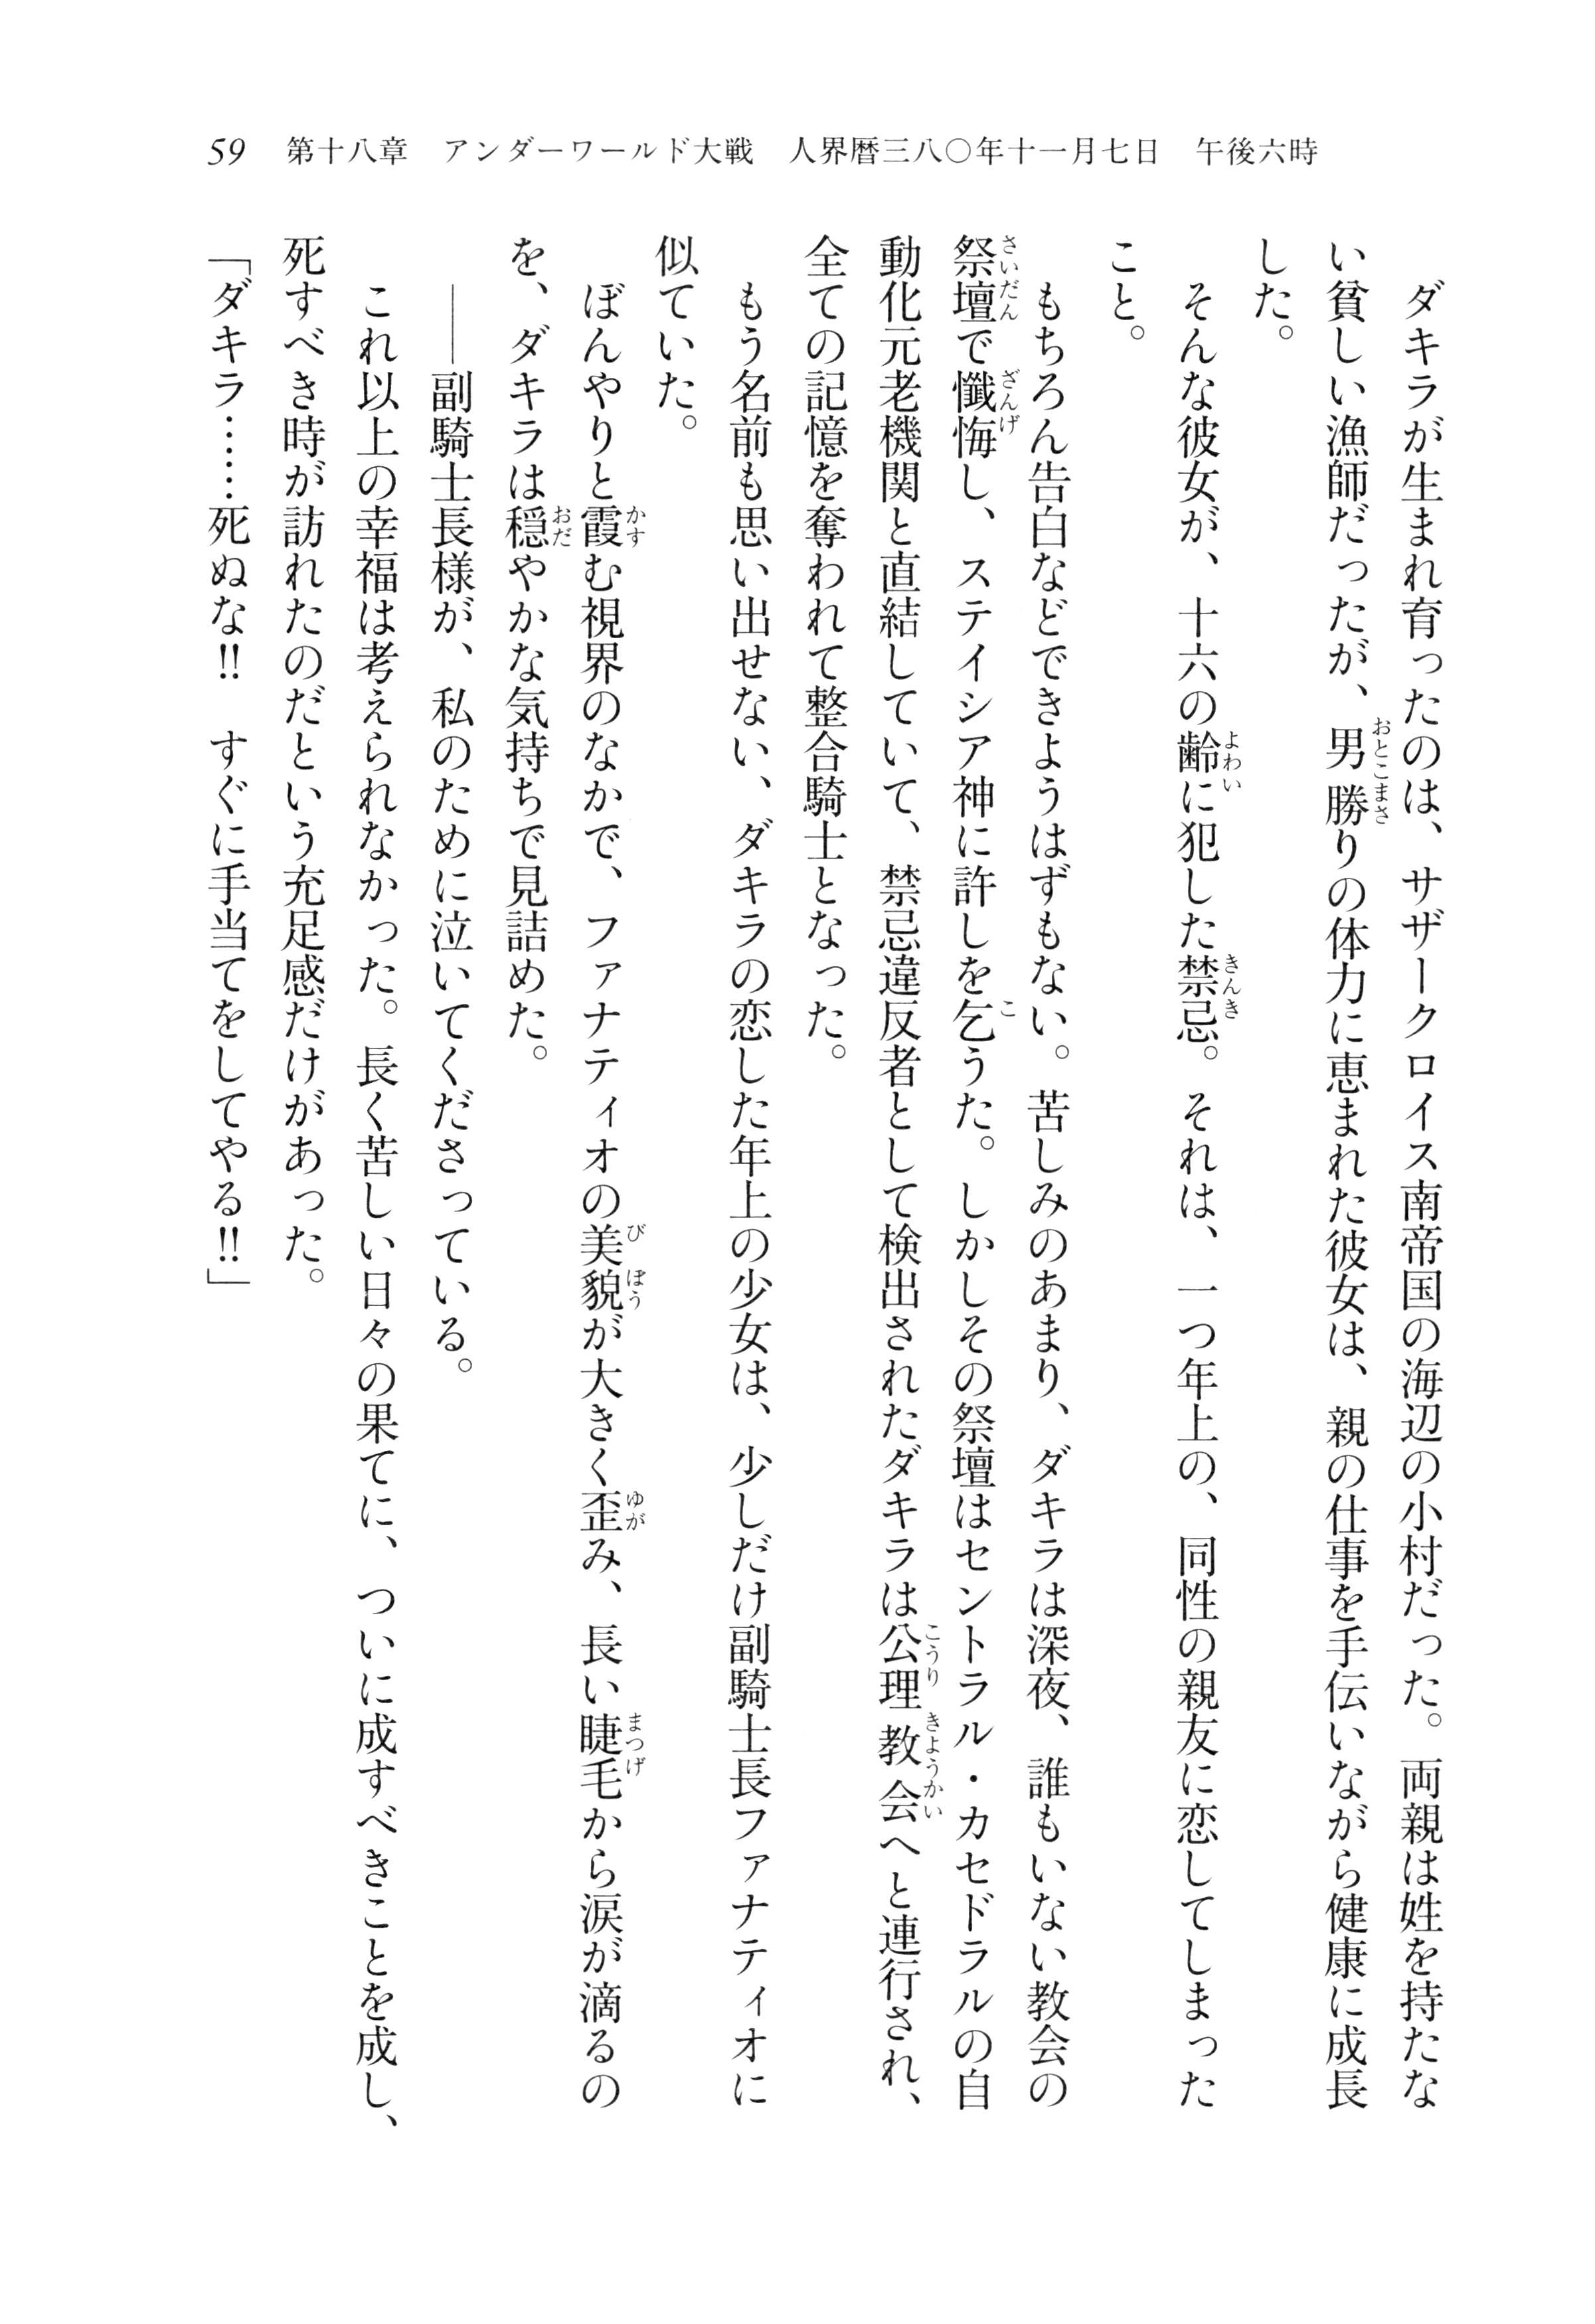 59　第十八章　アンダーワールド大戦　人界暦三八〇年十一月七日　午後六時
　ダキラが生まれ育ったのは、サザークロイス南帝国の海辺の小村だった。両親は姓を持たな
い貧しい漁師だったが、男勝りの体力に恵まれた彼女は、親の仕事を手伝いながら健康に成長
した。
　そんな彼女が、十六の齢に犯した禁忌。それは、一つ年上の、同性の親友に恋してしまった
こと。
　もちろん告白などできようはずもない。苦しみのあまり、ダキラは深夜、誰もいない教会の
祭壇で懺悔し、ステイシア神に許しを乞うた。しかしその祭壇はセントラル・カセドラルの自
動化元老機関と直結していて、禁忌違反者として検出されたダキラは公理教会へと連行され、
全ての記憶を奪われて整合騎士となった。
　もう名前も思い出せない、ダキラの恋した年上の少女は、少しだけ副騎士長ファナティオに
似ていた。
　ぼんやりと霞む視界のなかで、ファナティオの美貌が大きく歪み、長い睫毛から涙が滴るの
を、ダキラは穏やかな気持ちで見詰めた。
　――副騎士長様が、私のために泣いてくださっている。
　これ以上の幸福は考えられなかった。長く苦しい日々の果てに、ついに成すべきことを成し、
死すべき時が訪れたのだという充足感だけがあった。
「ダキラ……死ぬな!!　すぐに手当てをしてやる!!」